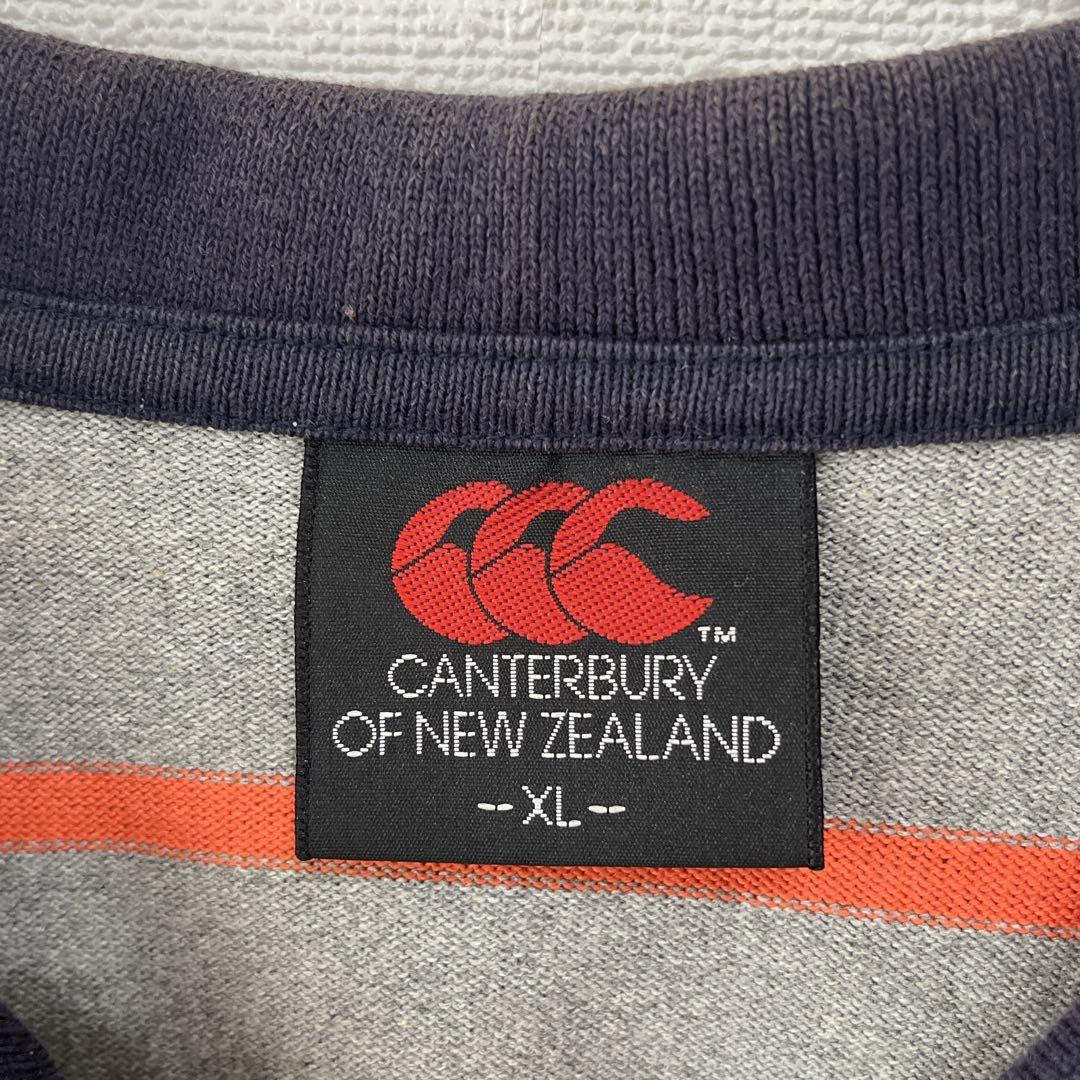 TM
CANTERBURY
OF NEW ZEALAND
-- XL --